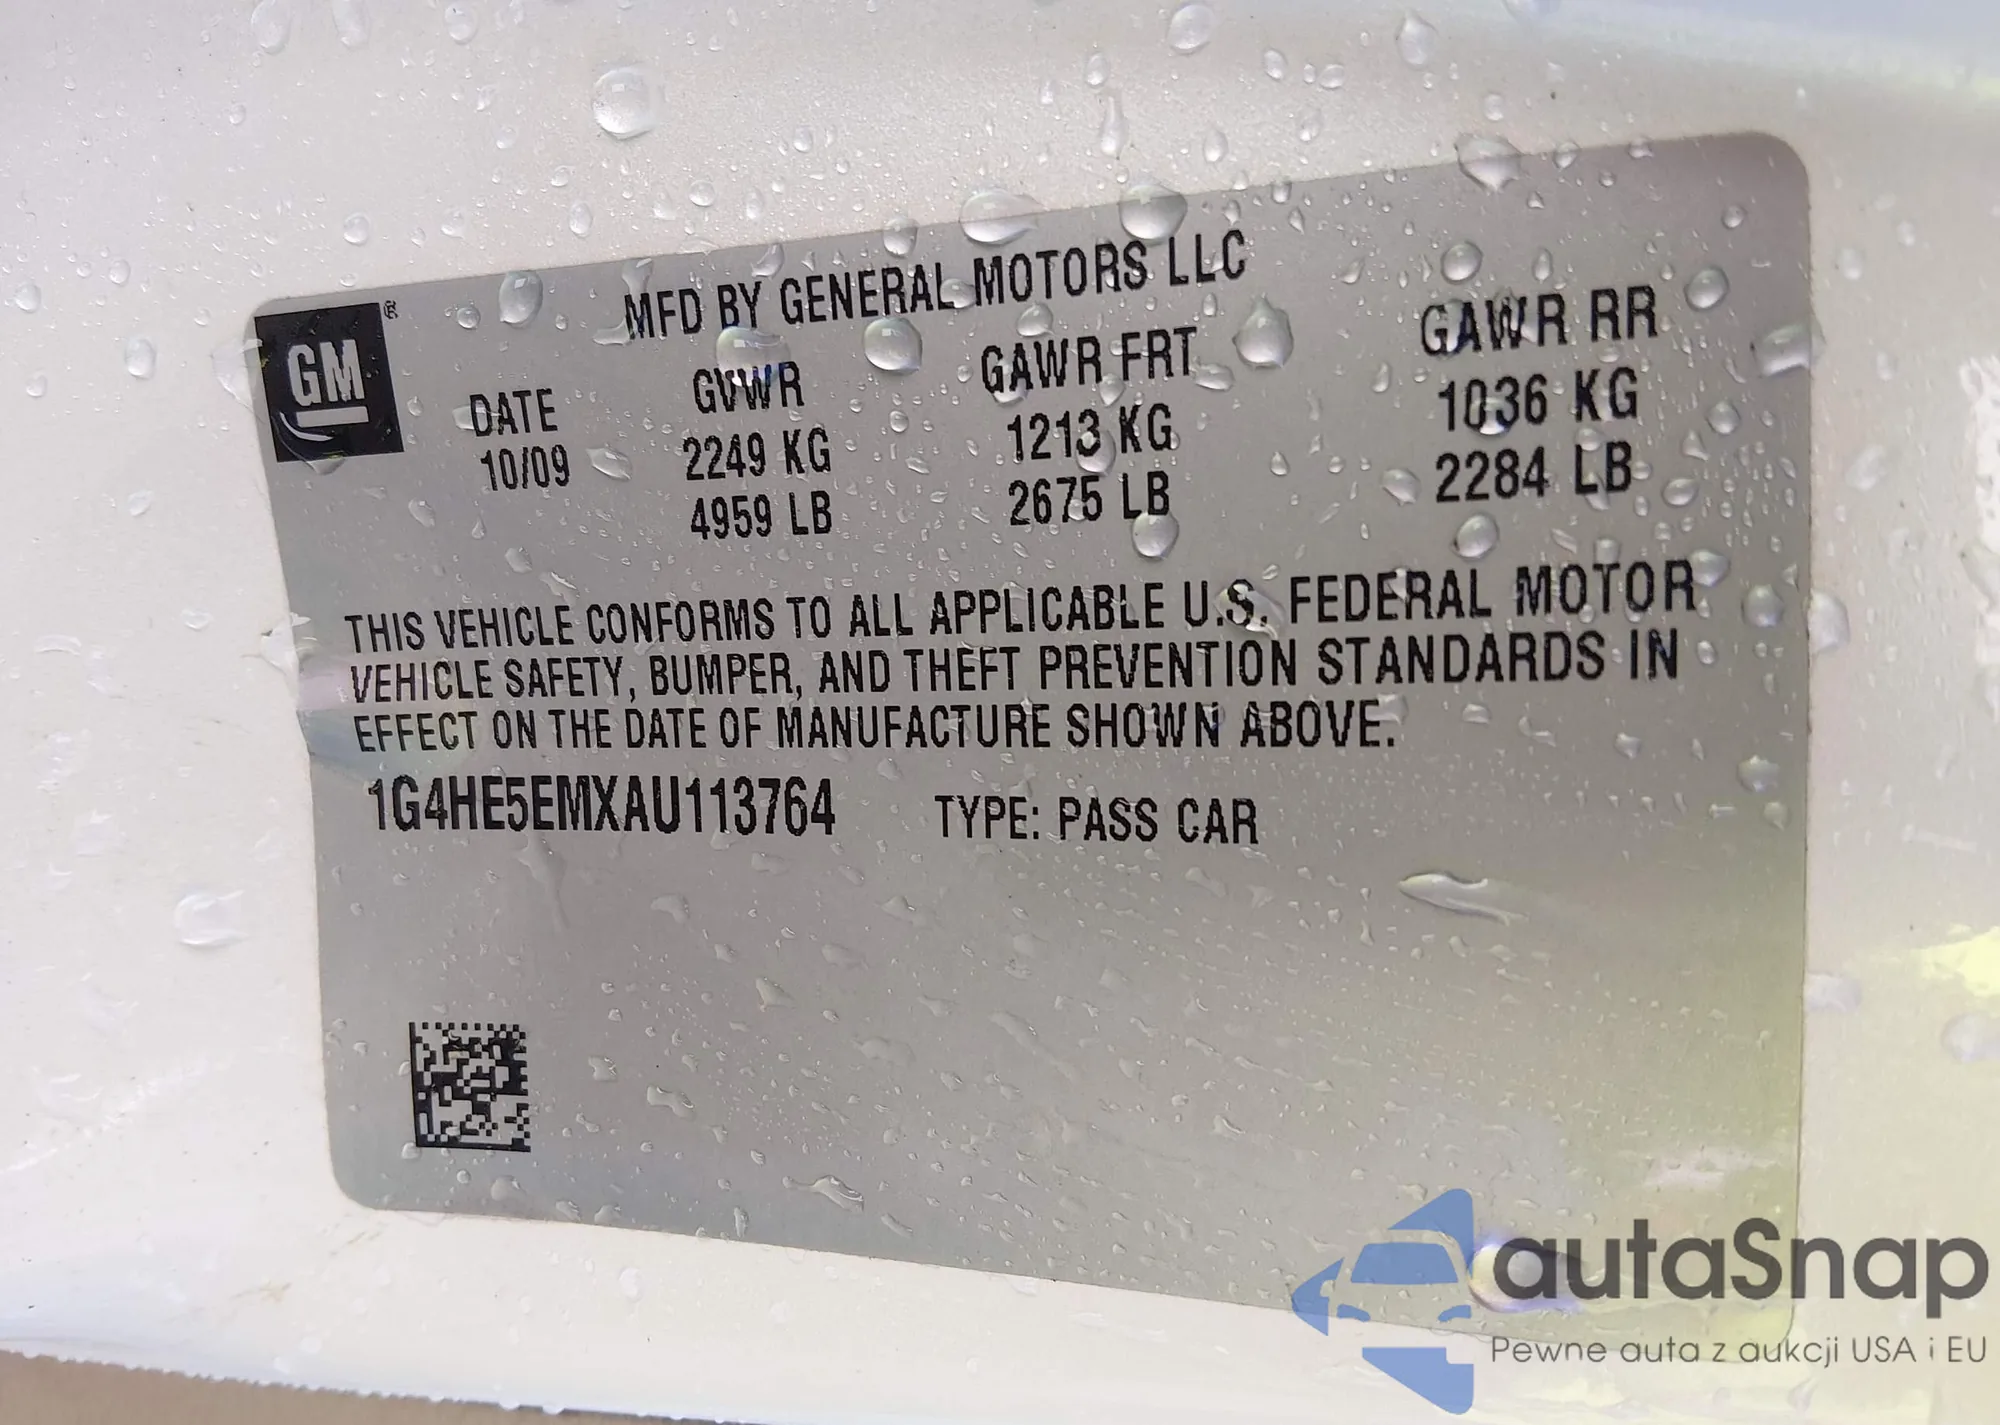 GM®
MFD BY GENERAL MOTORS LLC
DATE GVWR GAWR FRT GAWR RR
10/09 2249 KG 1213 KG 1036 KG
4959 LB 2675 LB 2284 LB
THIS VEHICLE CONFORMS TO ALL APPLICABLE U.S. FEDERAL MOTOR
VEHICLE SAFETY, BUMPER, AND THEFT PREVENTION STANDARDS IN
EFFECT ON THE DATE OF MANUFACTURE SHOWN ABOVE.
1G4HE5EMXAU113764 TYPE: PASS CAR
autaSnap
Pewne auta z aukcji USA i EU